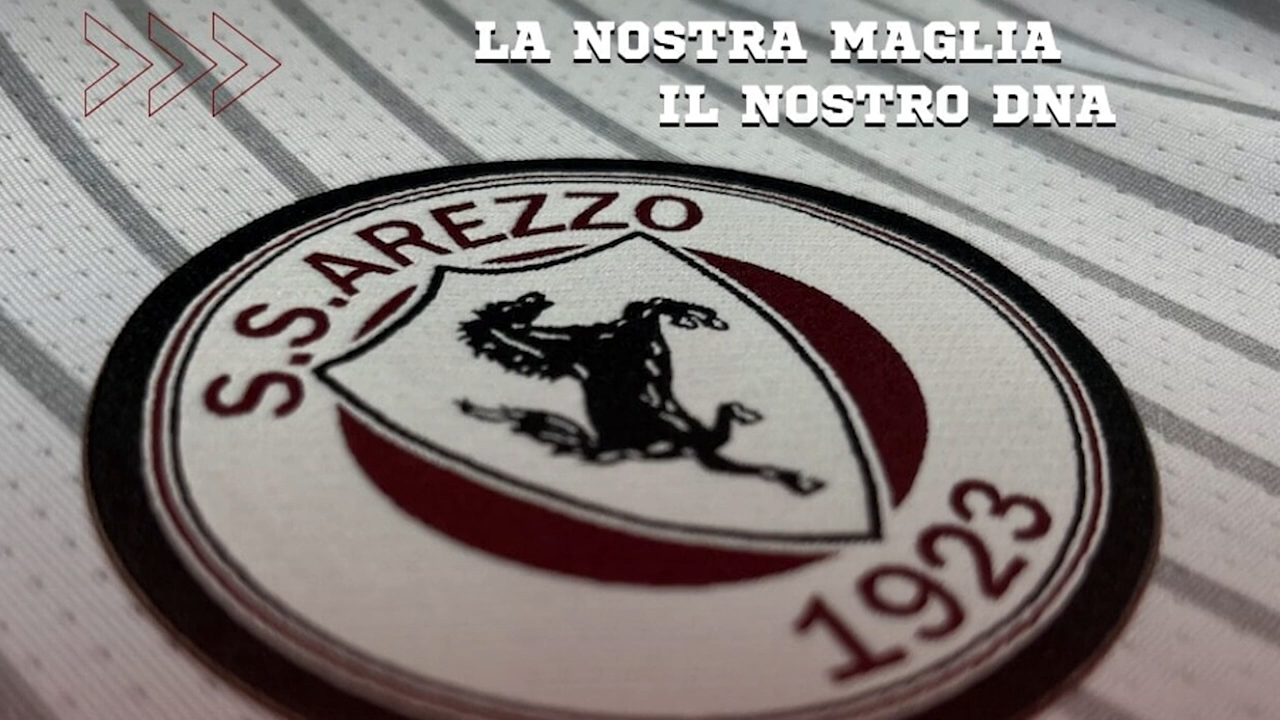 LA NOSTRA MAGLIA
IL NOSTRO DNA
S.S.AREZZO
1923